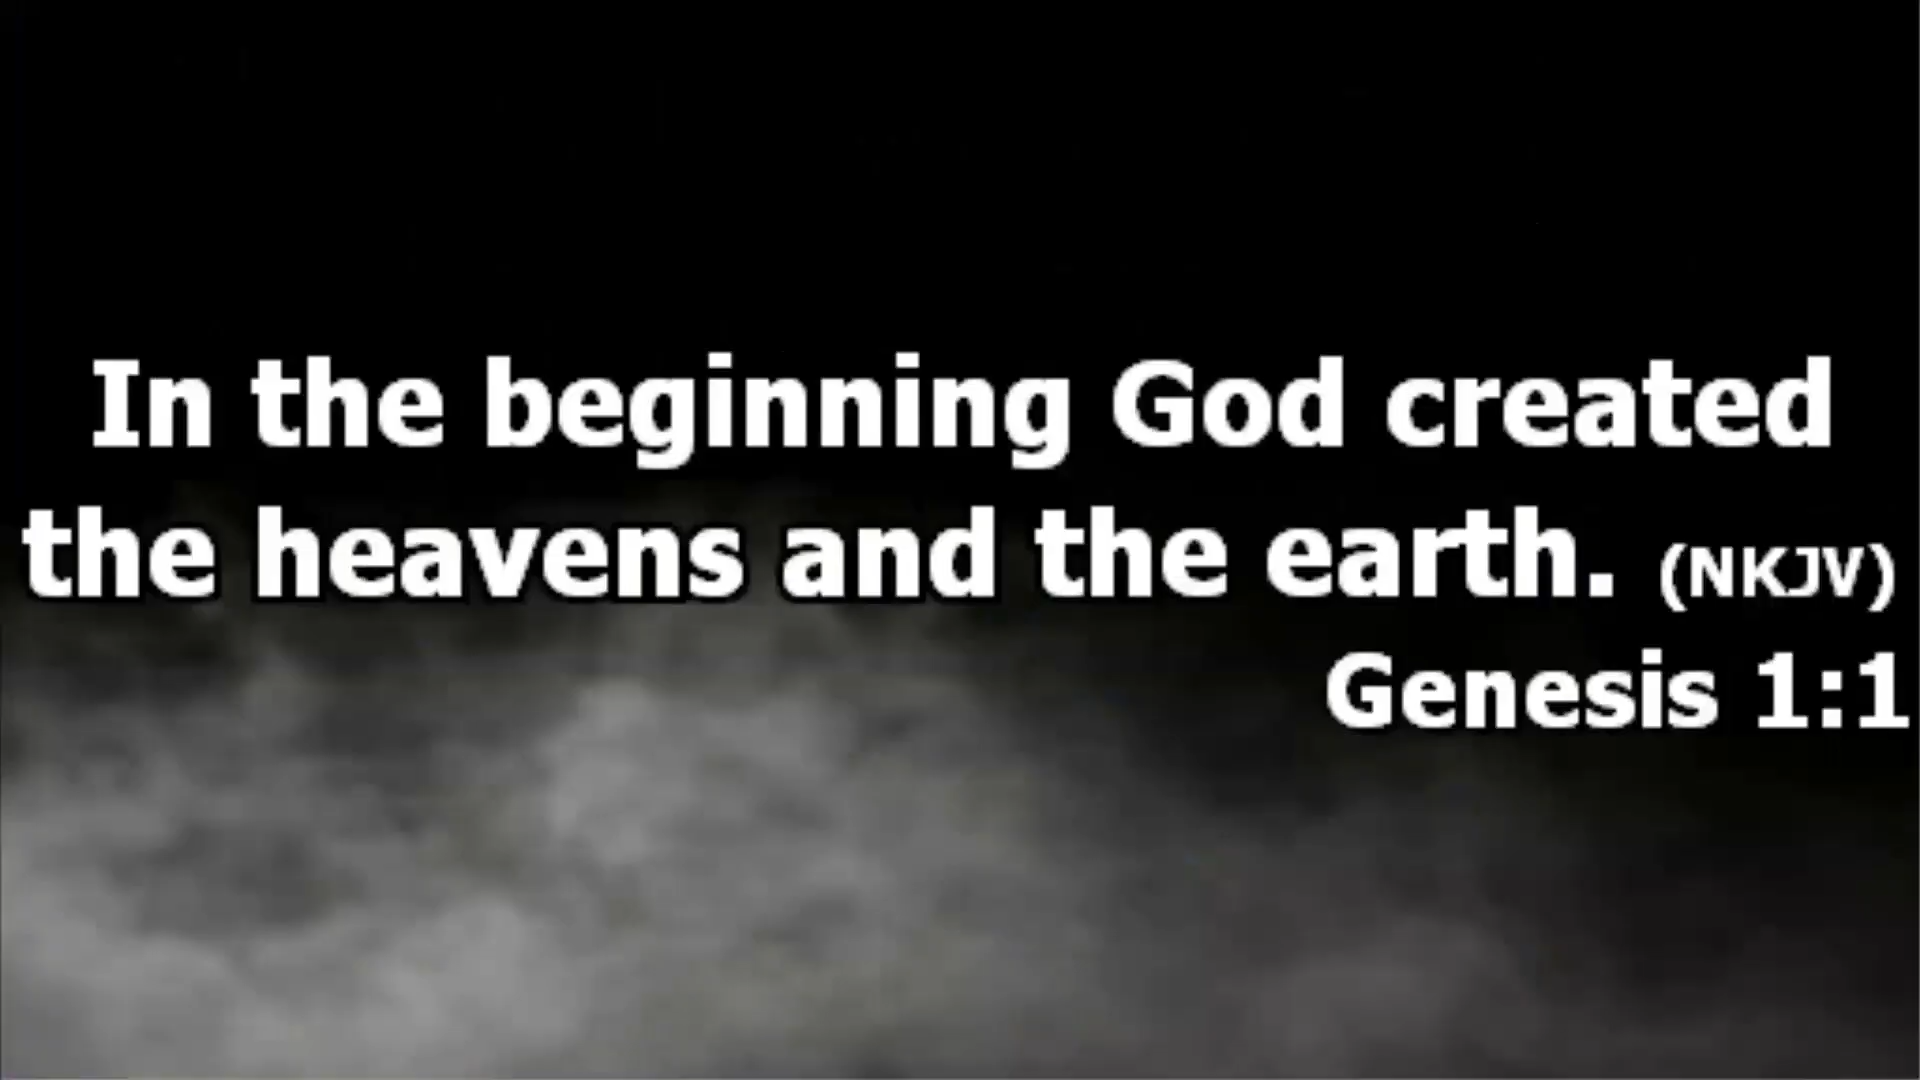 In the beginning God created
the heavens and the earth. (NKJV)
Genesis 1:1